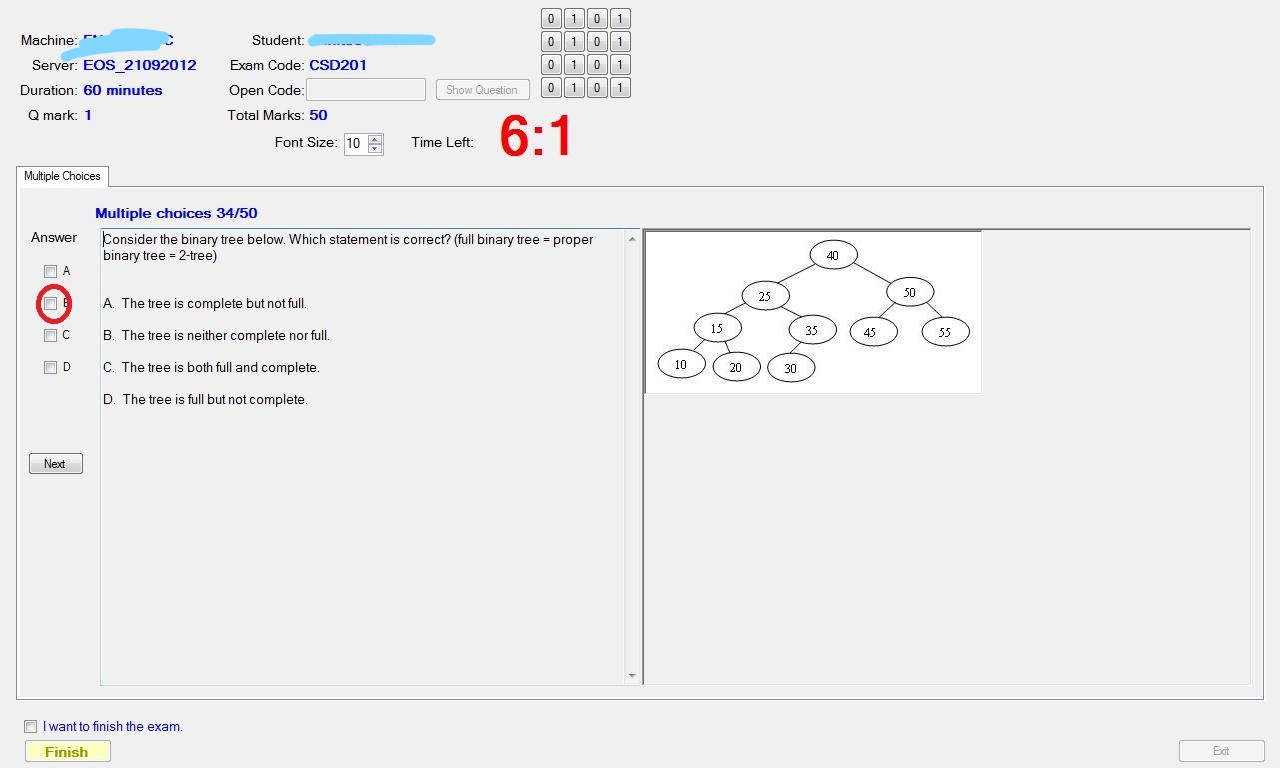 0 1 0 1
Machine: Student:
0 1 0 1
Server: EOS_21092012 Exam Code: CSD201
0 1 0 1
Duration: 60 minutes Open Code: Show Question
0 1 0 1
Q mark: 1 Total Marks: 50
Font Size: 10 Time Left: 6:1
Multiple Choices
Multiple choices 34/50
Answer
A
C
D
Next
Consider the binary tree below. Which statement is correct? (full binary tree = proper
binary tree = 2-tree)
A. The tree is complete but not full.
B. The tree is neither complete nor full.
C. The tree is both full and complete.
D. The tree is full but not complete.
40
25 50
15 35 45 55
10 20 30
I want to finish the exam.
Finish Exit